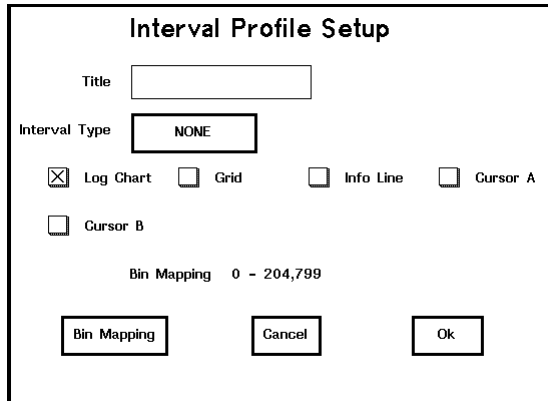 Interval Profile Setup
Title
Interval Type NONE
Log Chart Grid Info Line Cursor A
Cursor B
Bin Mapping 0 - 204,799
Bin Mapping Cancel Ok